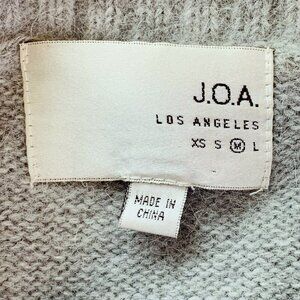 J.O.A.
LOS ANGELES
XS S M L
MADE IN
CHINA